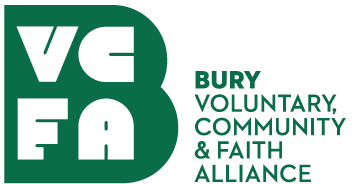 VC
FA
BURY
VOLUNTARY,
COMMUNITY
& FAITH
ALLIANCE